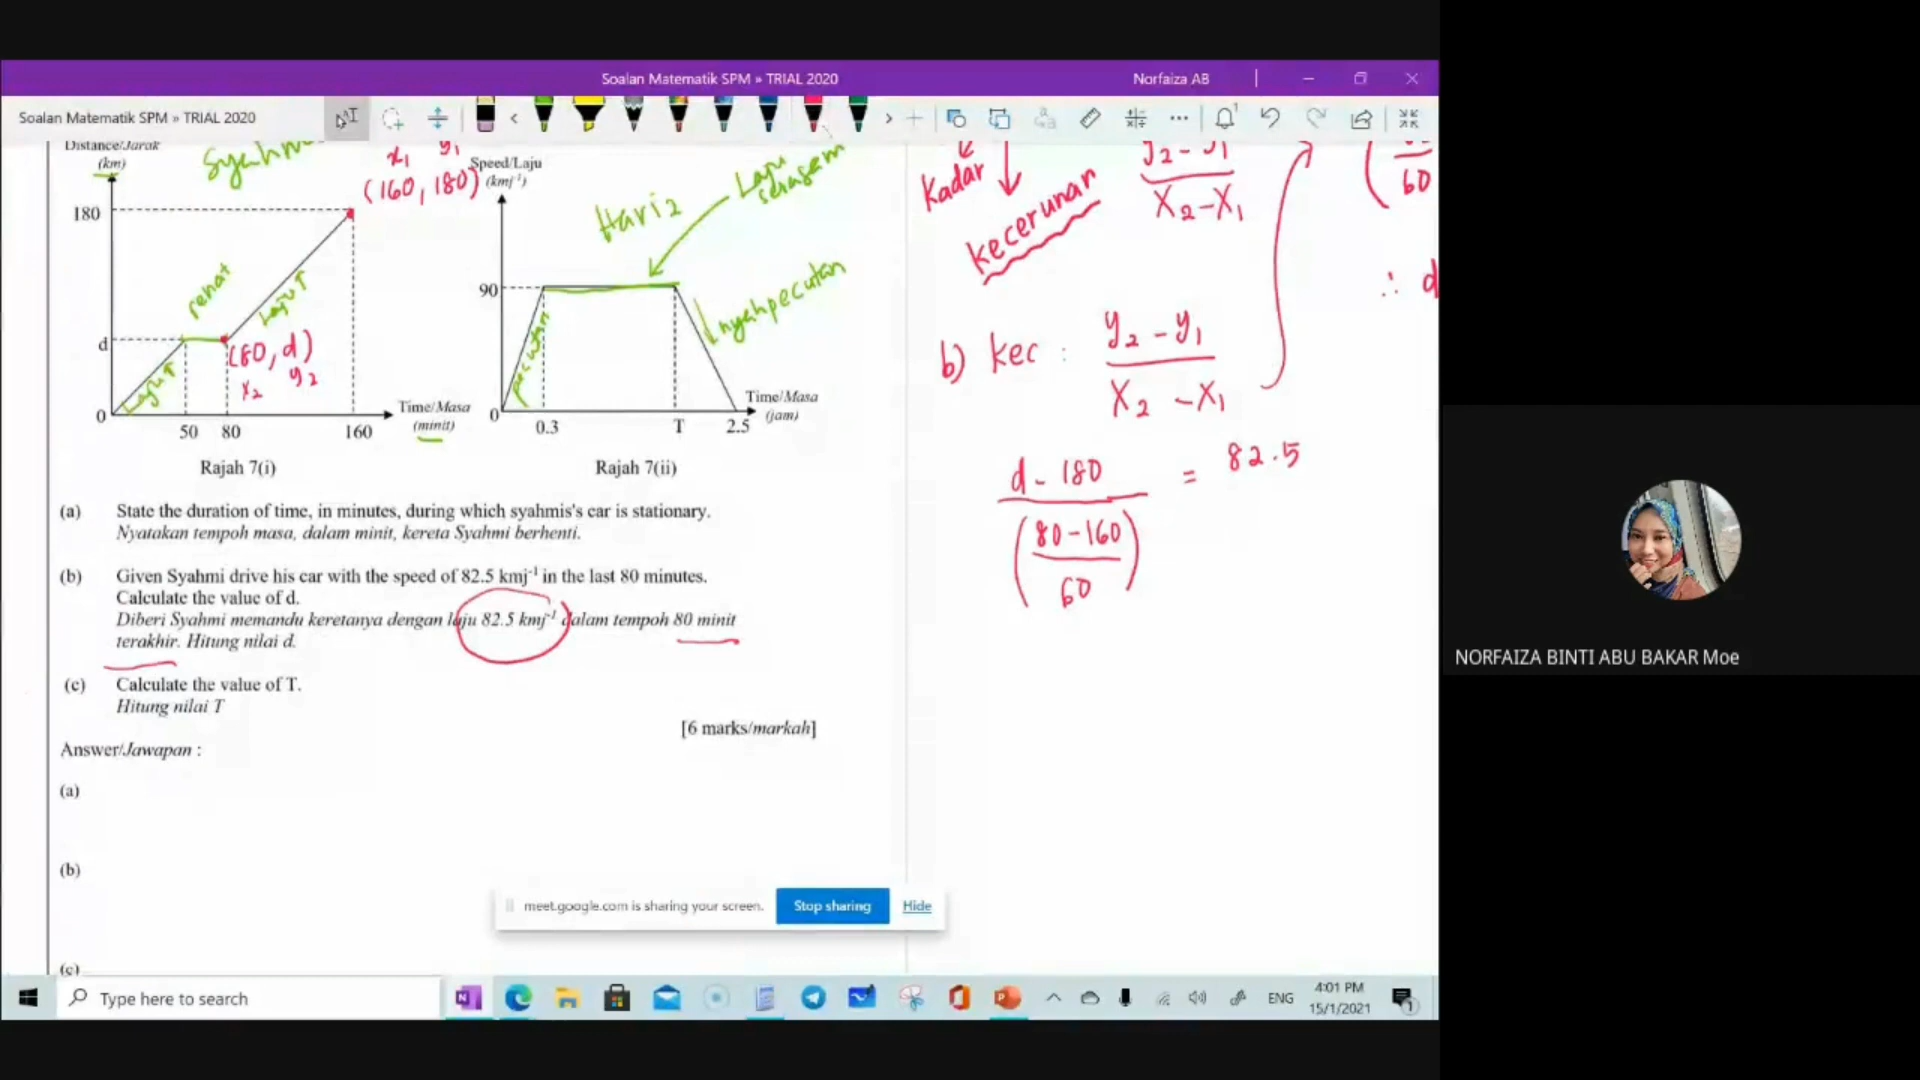 Soalan Matematik SPM » TRIAL 2020
Norfaiza AB
Soalan Matematik SPM » TRIAL 2020
Distance/Jarak
(km)
180
d
0
50 80 160
Time/Masa
(minit)
Rajah 7(i)
x₁ y₁
(160, 180)
rehat
Laju↑
Laju↑
(80, d)
x₂ y₂
Speed/Laju
(kmj⁻¹)
90
0
0.3 T 2.5
Time/Masa
(jam)
Rajah 7(ii)
Laju
seragam
pecutan
nyahpecutan
Kadar
kecerunan
y₂ - y₁
x₂ - x₁
60
∴ d
b) Kec :
y₂ - y₁
x₂ - x₁
d - 180 = 82.5
(80 - 160
60)
(a) State the duration of time, in minutes, during which syahmis's car is stationary.
Nyatakan tempoh masa, dalam minit, kereta Syahmi berhenti.
(b) Given Syahmi drive his car with the speed of 82.5 kmj⁻¹ in the last 80 minutes.
Calculate the value of d.
Diberi Syahmi memandu keretanya dengan laju 82.5 kmj⁻¹ dalam tempoh 80 minit
terakhir. Hitung nilai d.
(c) Calculate the value of T.
Hitung nilai T
[6 marks/markah]
Answer/Jawapan :
(a)
(b)
(c)
meet.google.com is sharing your screen.
Stop sharing
Hide
NORFAIZA BINTI ABU BAKAR Moe
Type here to search
ENG
4:01 PM
15/1/2021